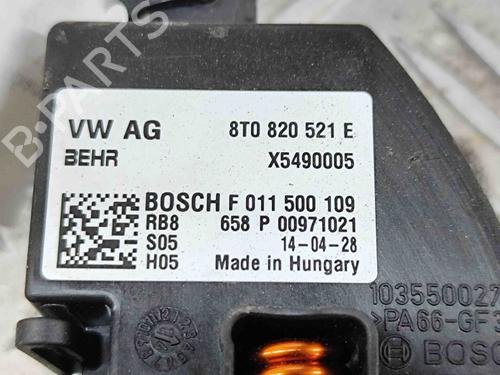 B-PARTS
VW AG 8T0 820 521 E
BEHR X5490005
BOSCH F 011 500 109
RB8 658 P 00971021
S05 14-04-28
H05 Made in Hungary
1035500027
>PA66-GF3
BOSC